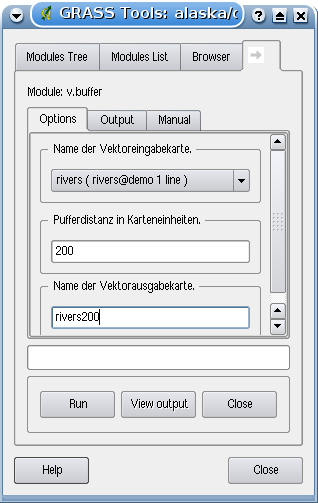 GRASS Tools: alaska/
Modules Tree Modules List Browser
Module: v.buffer
Options Output Manual
Name der Vektoreingabekarte.
rivers ( rivers@demo 1 line )
Pufferdistanz in Karteneinheiten.
200
Name der Vektorausgabekarte.
rivers200
Run View output Close
Help Close